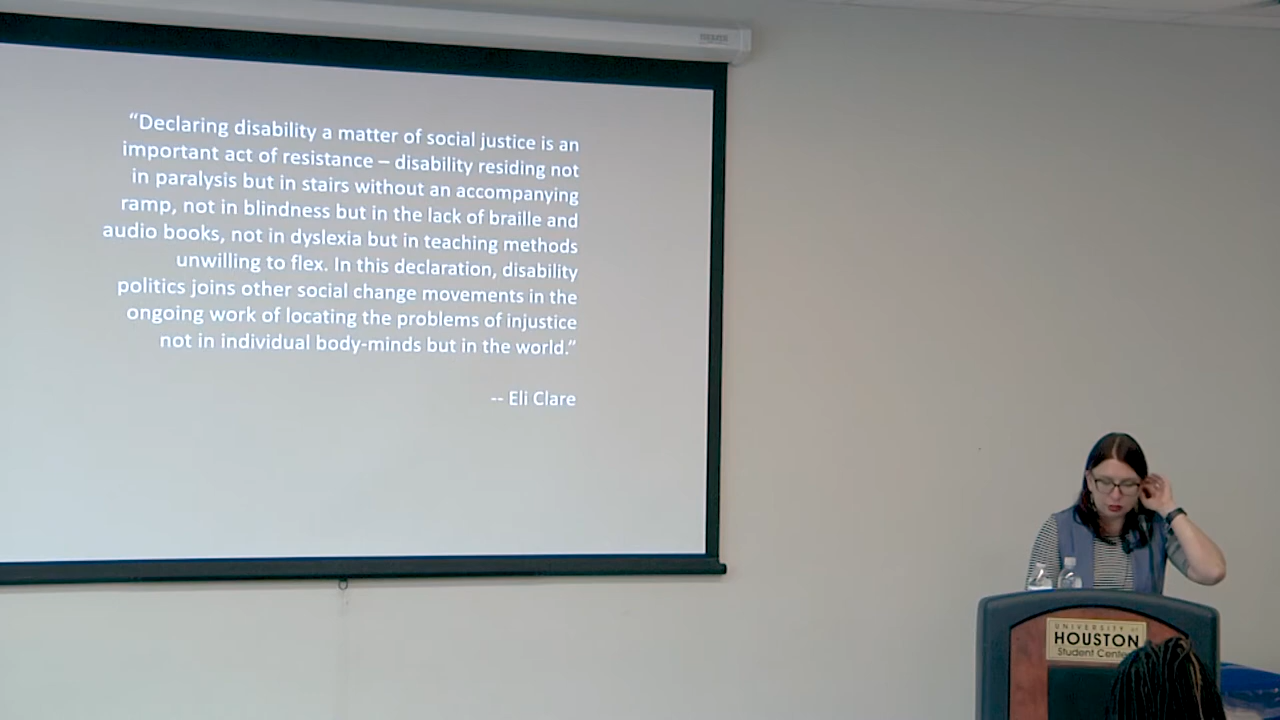 “Declaring disability a matter of social justice is an
important act of resistance – disability residing not
in paralysis but in stairs without an accompanying
ramp, not in blindness but in the lack of braille and
audio books, not in dyslexia but in teaching methods
unwilling to flex. In this declaration, disability
politics joins other social change movements in the
ongoing work of locating the problems of injustice
not in individual body-minds but in the world.”
-- Eli Clare
UNIVERSITY of
HOUSTON
Student Cente